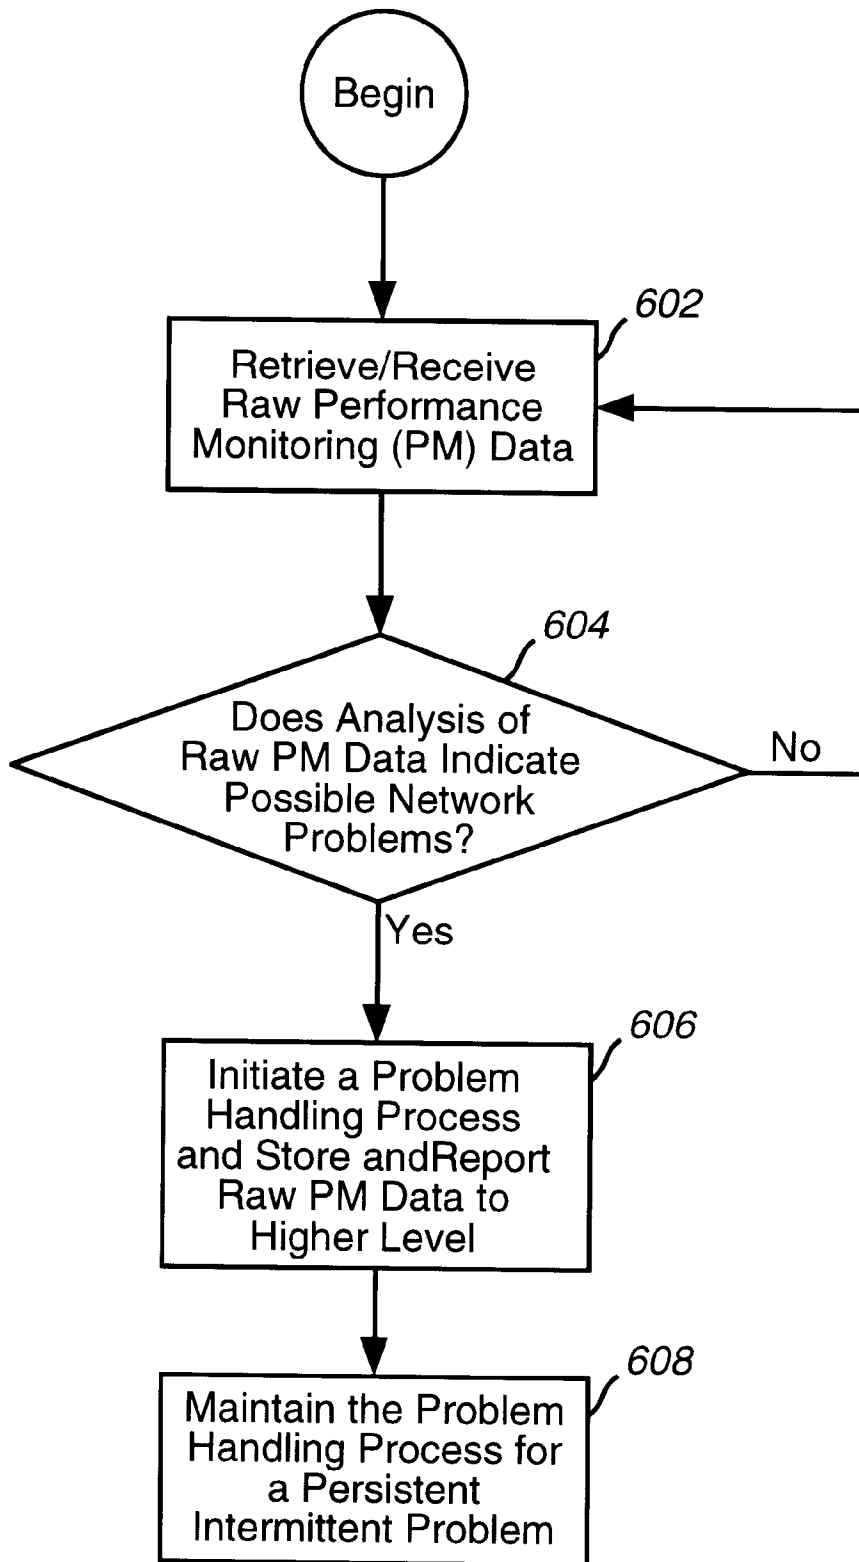 Begin
602
Retrieve/Receive
Raw Performance
Monitoring (PM) Data
604
Does Analysis of
Raw PM Data Indicate
Possible Network
Problems?
No
Yes
606
Initiate a Problem
Handling Process
and Store andReport
Raw PM Data to
Higher Level
608
Maintain the Problem
Handling Process for
a Persistent
Intermittent Problem